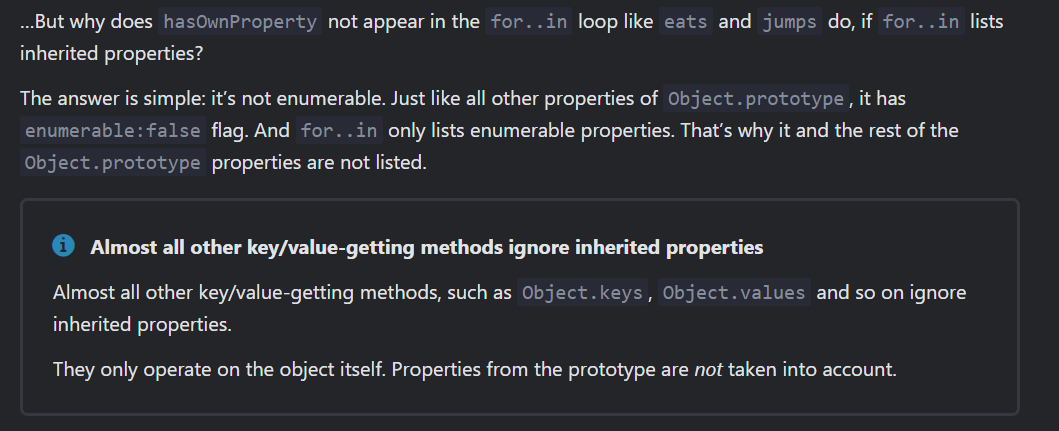 ...But why does hasOwnProperty not appear in the for..in loop like eats and jumps do, if for..in lists
inherited properties?
The answer is simple: it’s not enumerable. Just like all other properties of Object.prototype, it has
enumerable:false flag. And for..in only lists enumerable properties. That’s why it and the rest of the
Object.prototype properties are not listed.
Almost all other key/value-getting methods ignore inherited properties
Almost all other key/value-getting methods, such as Object.keys, Object.values and so on ignore
inherited properties.
They only operate on the object itself. Properties from the prototype are not taken into account.